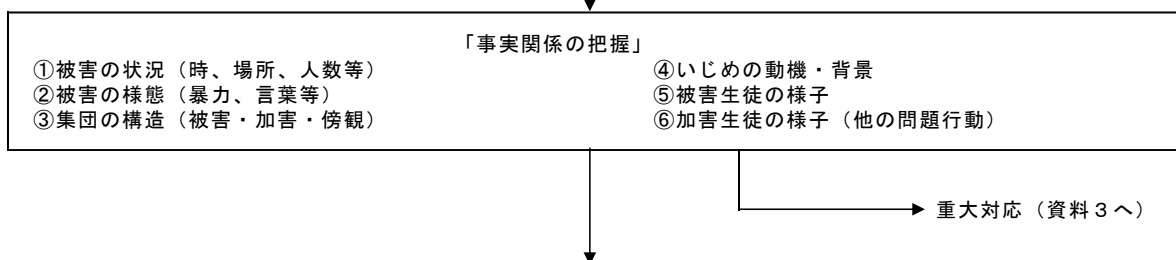 「事実関係の把握」
①被害の状況（時、場所、人数等）
②被害の様態（暴力、言葉等）
③集団の構造（被害・加害・傍観）
④いじめの動機・背景
⑤被害生徒の様子
⑥加害生徒の様子（他の問題行動）
重大対応（資料３へ）